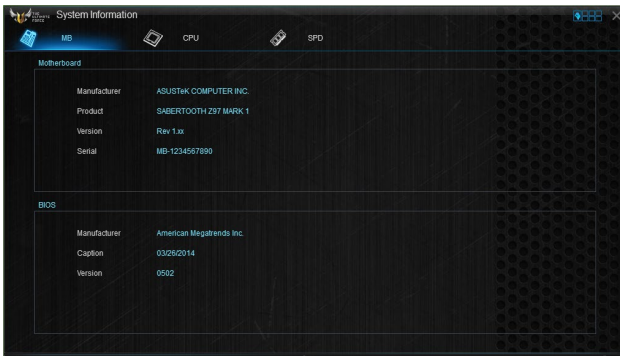 THE ULTIMATE FORCE
System Information
MB
CPU
SPD
Motherboard
Manufacturer ASUSTeK COMPUTER INC.
Product SABERTOOTH Z97 MARK 1
Version Rev 1.xx
Serial MB-1234567890
BIOS
Manufacturer American Megatrends Inc.
Caption 03/26/2014
Version 0502